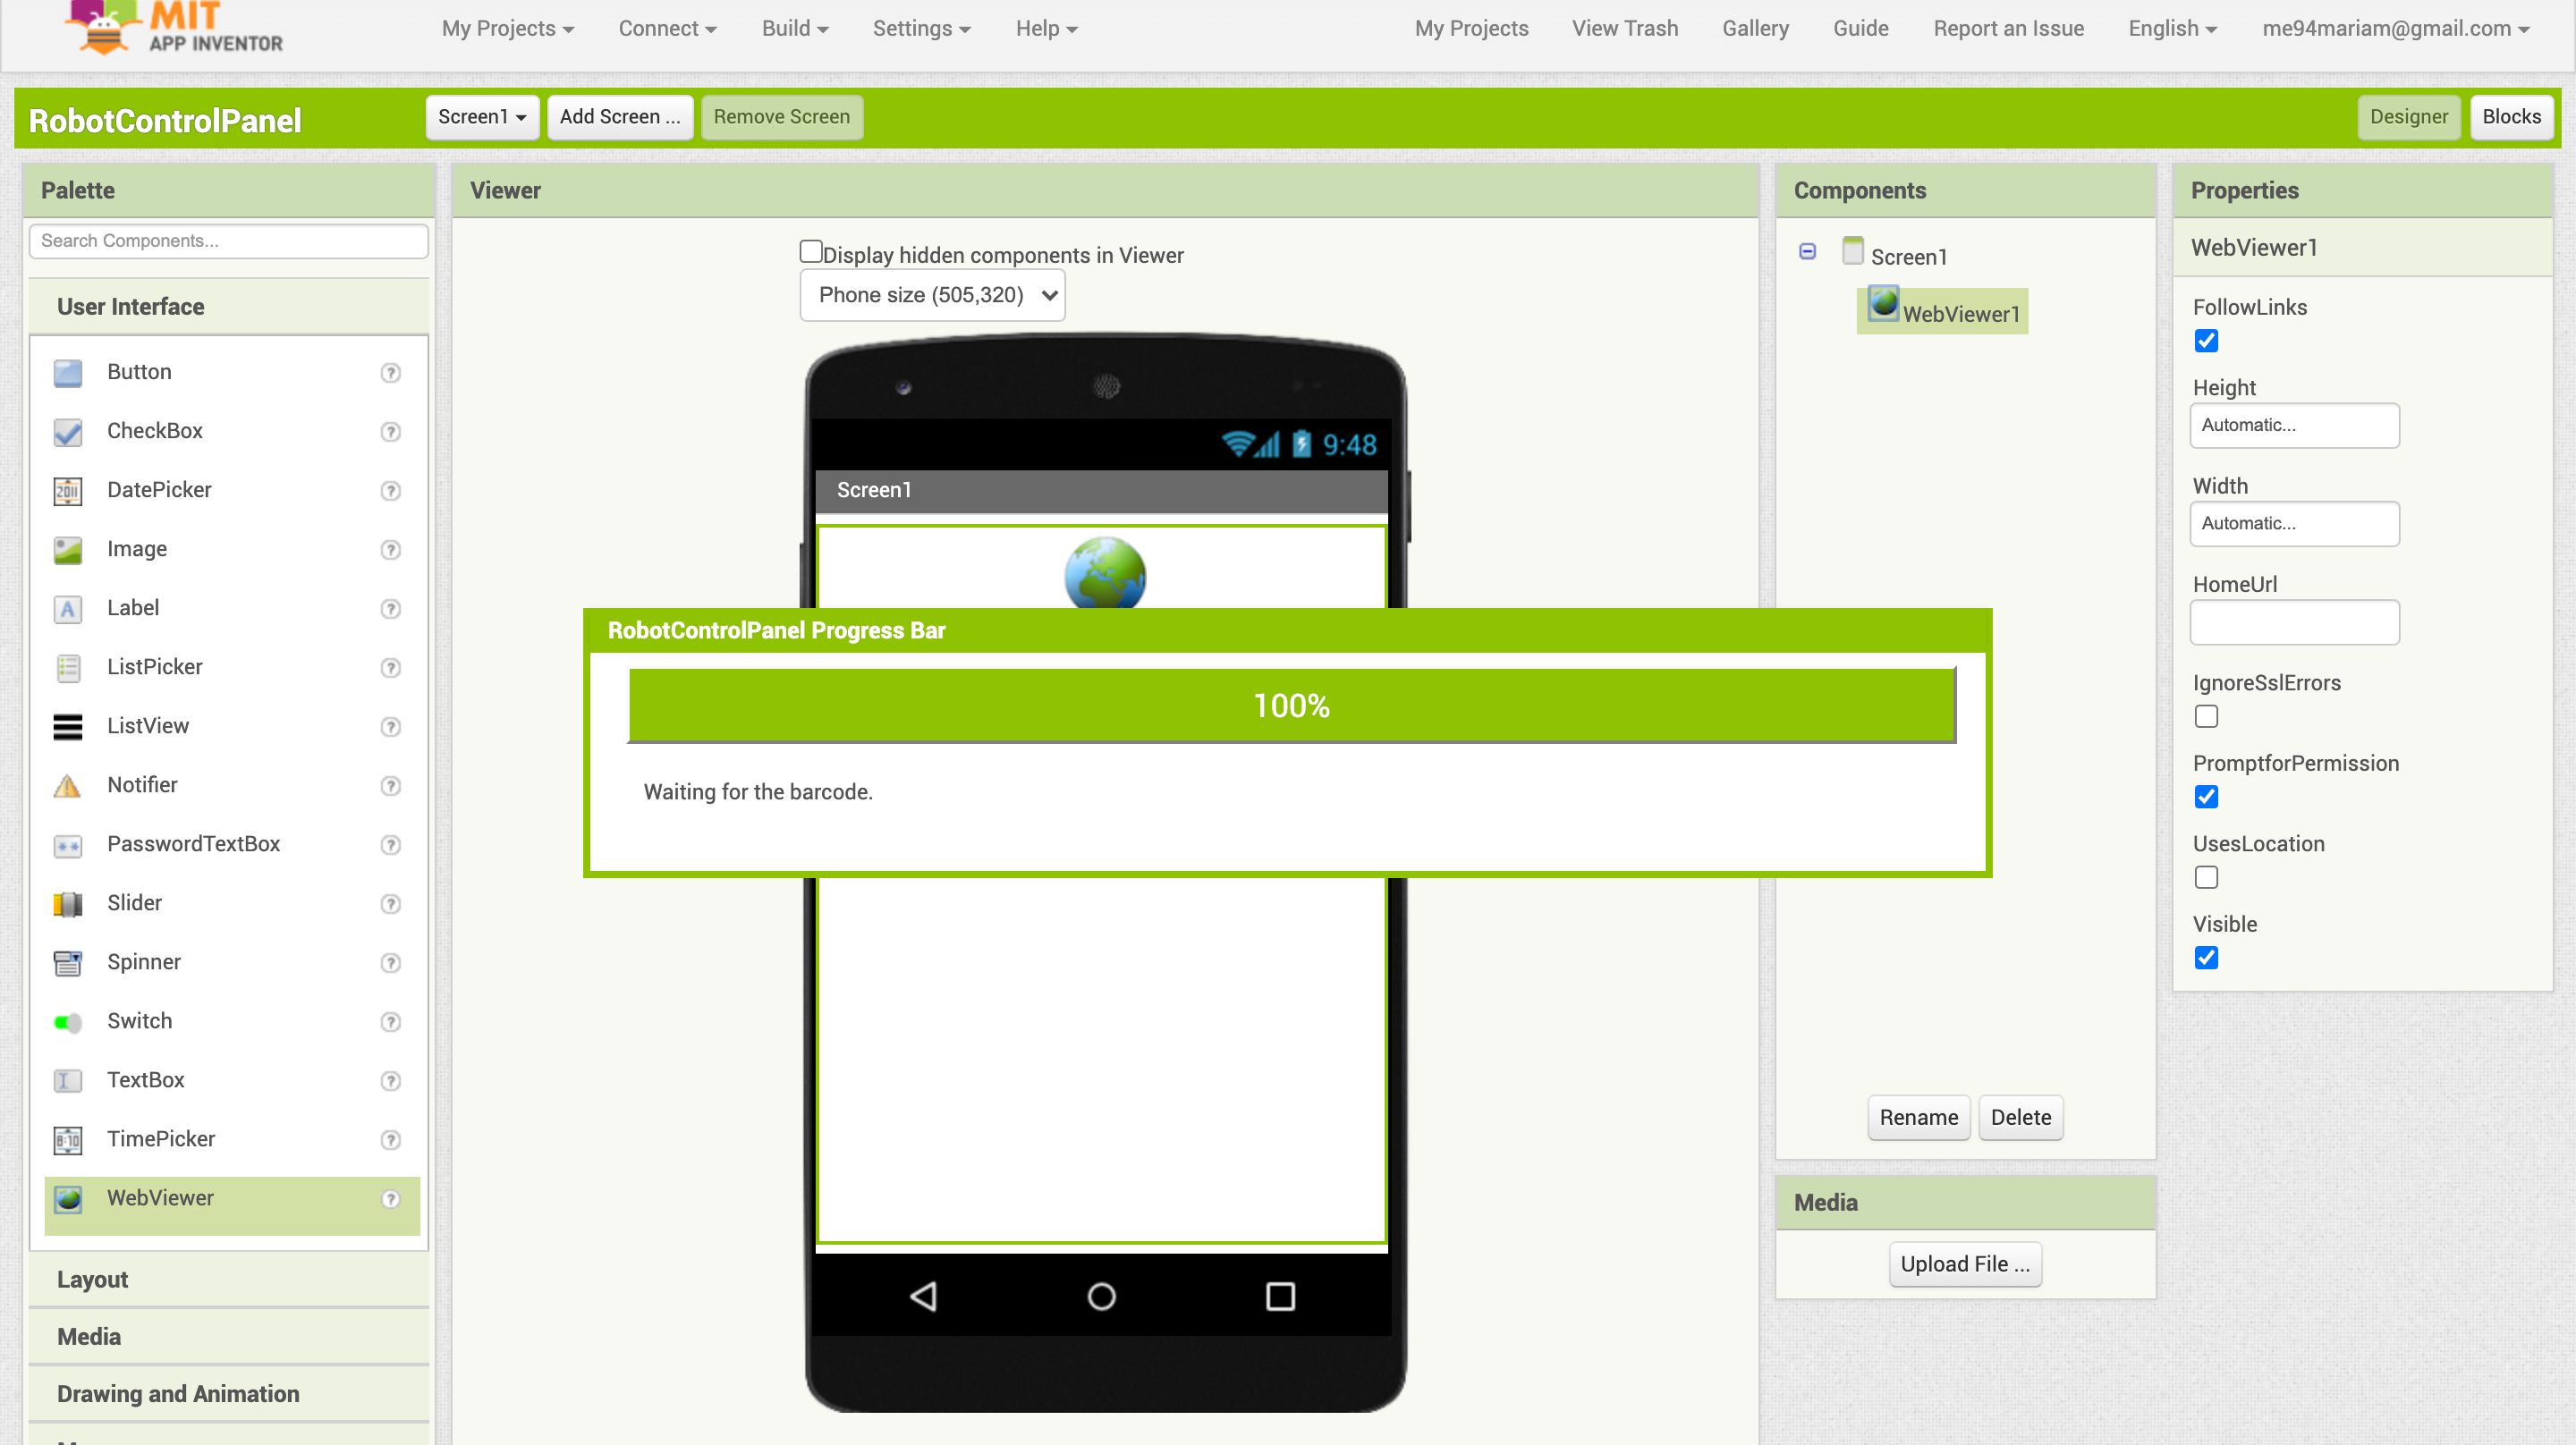 MIT
APP INVENTOR
My Projects
Connect
Build
Settings
Help
My Projects
View Trash
Gallery
Guide
Report an Issue
English
me94mariam@gmail.com
RobotControlPanel
Screen1
Add Screen ...
Remove Screen
Designer
Blocks
Palette
Search Components...
User Interface
Button
?
CheckBox
?
DatePicker
?
Image
?
Label
?
ListPicker
?
ListView
?
Notifier
?
PasswordTextBox
?
Slider
?
Spinner
?
Switch
?
TextBox
?
TimePicker
?
WebViewer
?
Layout
Media
Drawing and Animation
Viewer
Display hidden components in Viewer
Phone size (505,320)
9:48
Screen1
RobotControlPanel Progress Bar
100%
Waiting for the barcode.
Components
Screen1
WebViewer1
Rename
Delete
Media
Upload File ...
Properties
WebViewer1
FollowLinks
Height
Automatic...
Width
Automatic...
HomeUrl
IgnoreSslErrors
PromptforPermission
UsesLocation
Visible